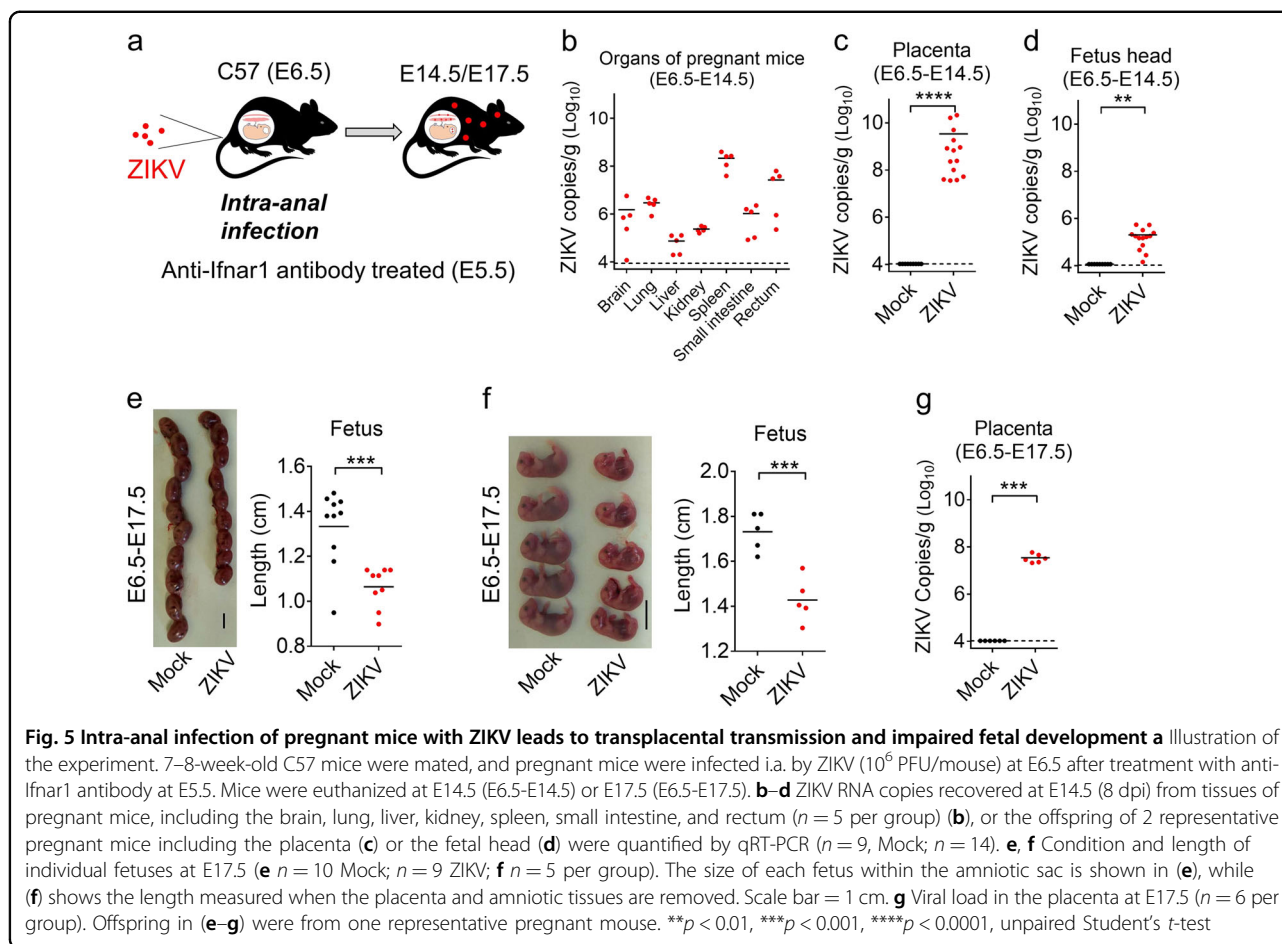 a
C57 (E6.5)
E14.5/E17.5
ZIKV
Intra-anal
infection
Anti-Ifnar1 antibody treated (E5.5)
b
Organs of pregnant mice
(E6.5-E14.5)
ZIKV copies/g (Log10)
10
8
6
4
Brain
Lung
Liver
Kidney
Spleen
Small intestine
Rectum
c
Placenta
(E6.5-E14.5)
****
ZIKV copies/g (Log10)
10
8
6
4
Mock
ZIKV
d
Fetus head
(E6.5-E14.5)
**
ZIKV copies/g (Log10)
10
8
6
4
Mock
ZIKV
e
E6.5-E17.5
Mock
ZIKV
Fetus
***
Length (cm)
1.6
1.4
1.2
1.0
0.8
Mock
ZIKV
f
E6.5-E17.5
Mock
ZIKV
Fetus
***
Length (cm)
2.0
1.8
1.6
1.4
1.2
Mock
ZIKV
g
Placenta
(E6.5-E17.5)
***
ZIKV Copies/g (Log10)
10
8
6
4
Mock
ZIKV
Fig. 5 Intra-anal infection of pregnant mice with ZIKV leads to transplacental transmission and impaired fetal development a Illustration of
the experiment. 7–8-week-old C57 mice were mated, and pregnant mice were infected i.a. by ZIKV (10⁶ PFU/mouse) at E6.5 after treatment with anti-
Ifnar1 antibody at E5.5. Mice were euthanized at E14.5 (E6.5-E14.5) or E17.5 (E6.5-E17.5). b–d ZIKV RNA copies recovered at E14.5 (8 dpi) from tissues of
pregnant mice, including the brain, lung, liver, kidney, spleen, small intestine, and rectum (n = 5 per group) (b), or the offspring of 2 representative
pregnant mice including the placenta (c) or the fetal head (d) were quantified by qRT-PCR (n = 9, Mock; n = 14). e, f Condition and length of
individual fetuses at E17.5 (e n = 10 Mock; n = 9 ZIKV; f n = 5 per group). The size of each fetus within the amniotic sac is shown in (e), while
(f) shows the length measured when the placenta and amniotic tissues are removed. Scale bar = 1 cm. g Viral load in the placenta at E17.5 (n = 6 per
group). Offspring in (e–g) were from one representative pregnant mouse. **p < 0.01, ***p < 0.001, ****p < 0.0001, unpaired Student's t-test